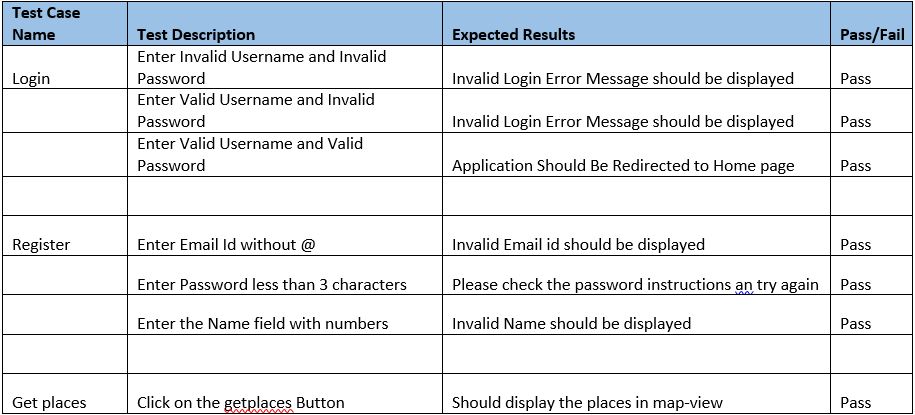 Test Case
Name Test Description Expected Results Pass/Fail
Enter Invalid Username and Invalid
Login Password Invalid Login Error Message should be displayed Pass
Enter Valid Username and Invalid
Password Invalid Login Error Message should be displayed Pass
Enter Valid Username and Valid
Password Application Should Be Redirected to Home page Pass
Register Enter Email Id without @ Invalid Email id should be displayed Pass
Enter Password less than 3 characters Please check the password instructions an try again Pass
Enter the Name field with numbers Invalid Name should be displayed Pass
Get places Click on the getplaces Button Should display the places in map-view Pass